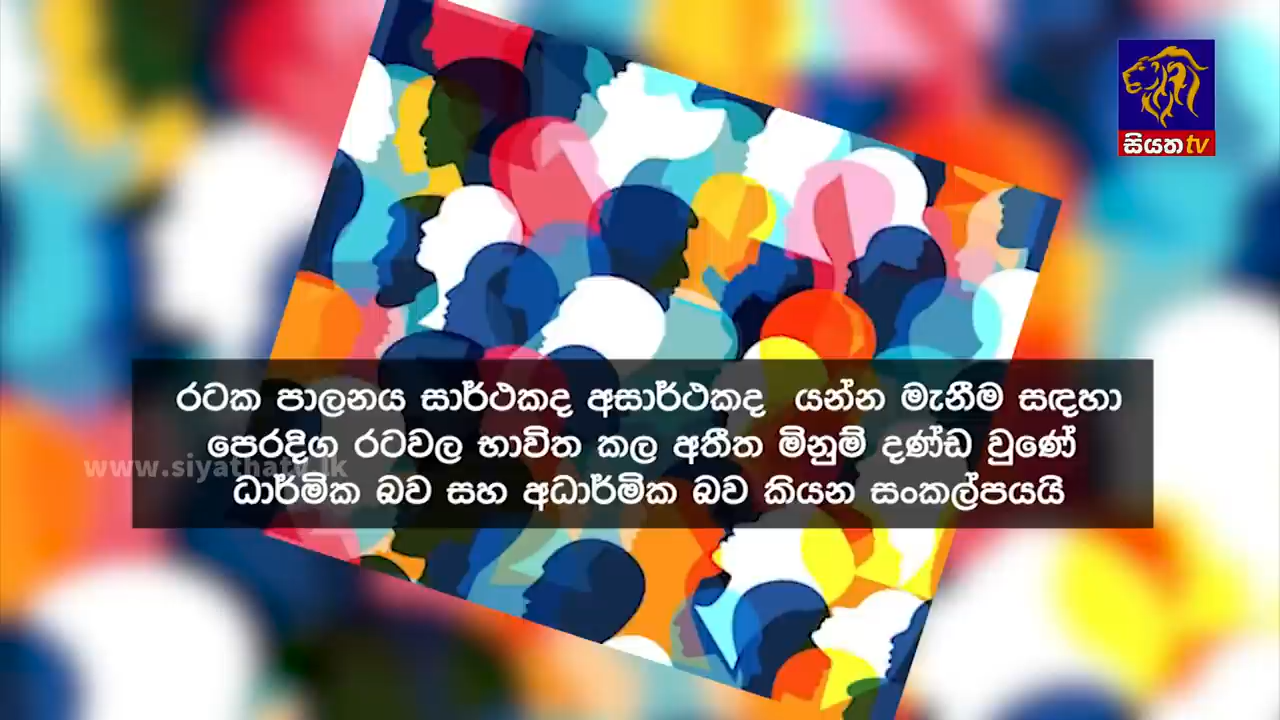 සියත tv
රටක පාලනය සාර්ථකද අසාර්ථකද යන්න මැනීම සඳහා
පෙරදිග රටවල භාවිත කල අතීත මිනුම් දණ්ඩ වුණේ
www.siyathatv.lk
ධාර්මික බව සහ අධාර්මික බව කියන සංකල්පයයි